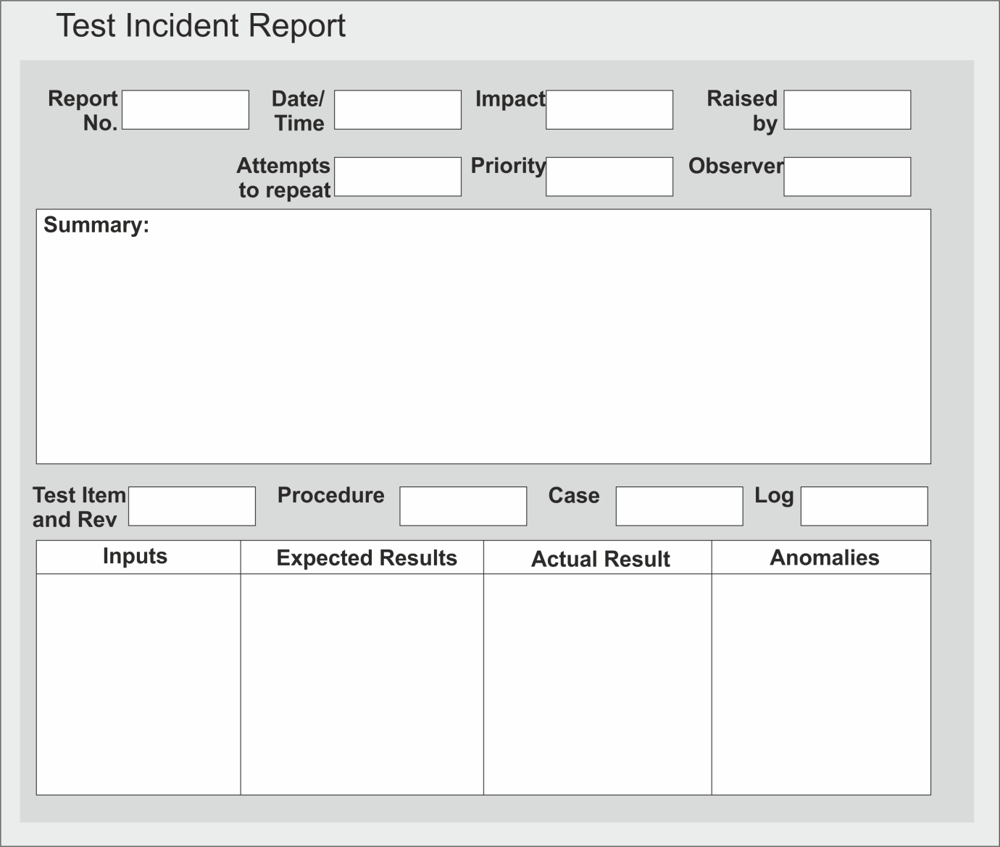 Test Incident Report
Report
No.
Date/
Time
Impact
Raised
by
Attempts
to repeat
Priority
Observer
Summary:
Test Item
and Rev
Procedure
Case
Log
Inputs
Expected Results
Actual Result
Anomalies